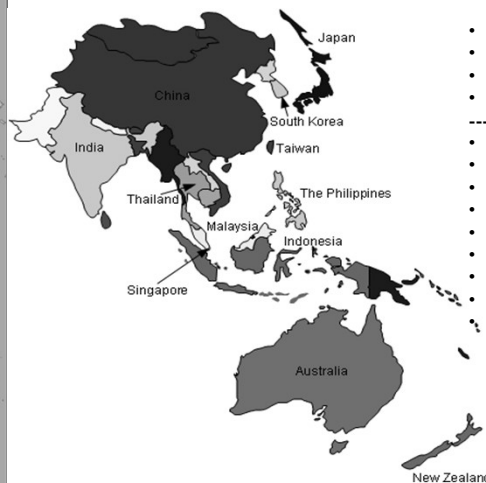 Japan
China
South Korea
India
Taiwan
Thailand
The Philippines
Malaysia
Indonesia
Singapore
Australia
New Zealand